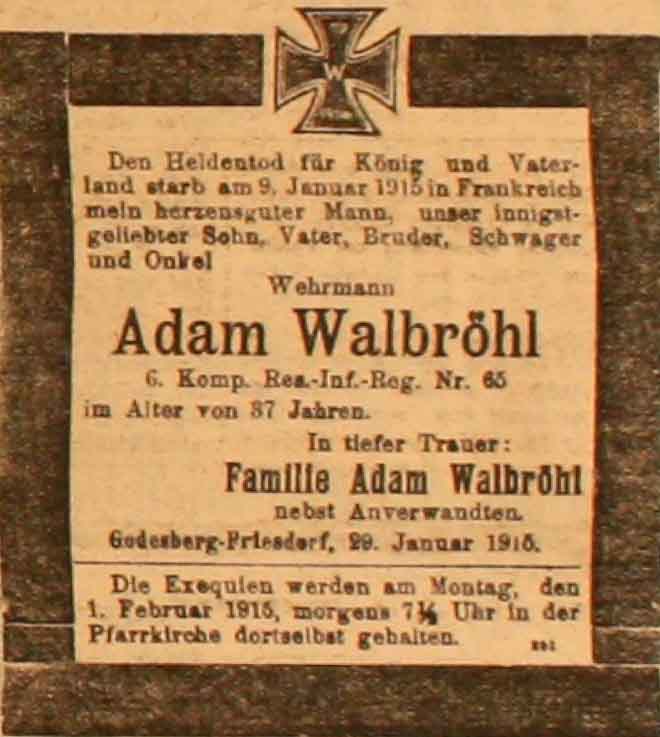 W
Den Heldentod für König und Vater-
land starb am 9. Januar 1915 in Frankreich
mein herzensguter Mann, unser innigst-
geliebter Sohn, Vater, Bruder, Schwager
und Onkel
Wehrmann
Adam Walbröhl
6. Komp. Res.-Inf.-Reg. Nr. 65
im Alter von 37 Jahren.
In tiefer Trauer:
Familie Adam Walbröhl
nebst Anverwandten.
Godesberg-Friesdorf, 29. Januar 1915.
Die Exequien werden am Montag, den
1. Februar 1915, morgens 7½ Uhr in der
Pfarrkirche dortselbst gehalten.